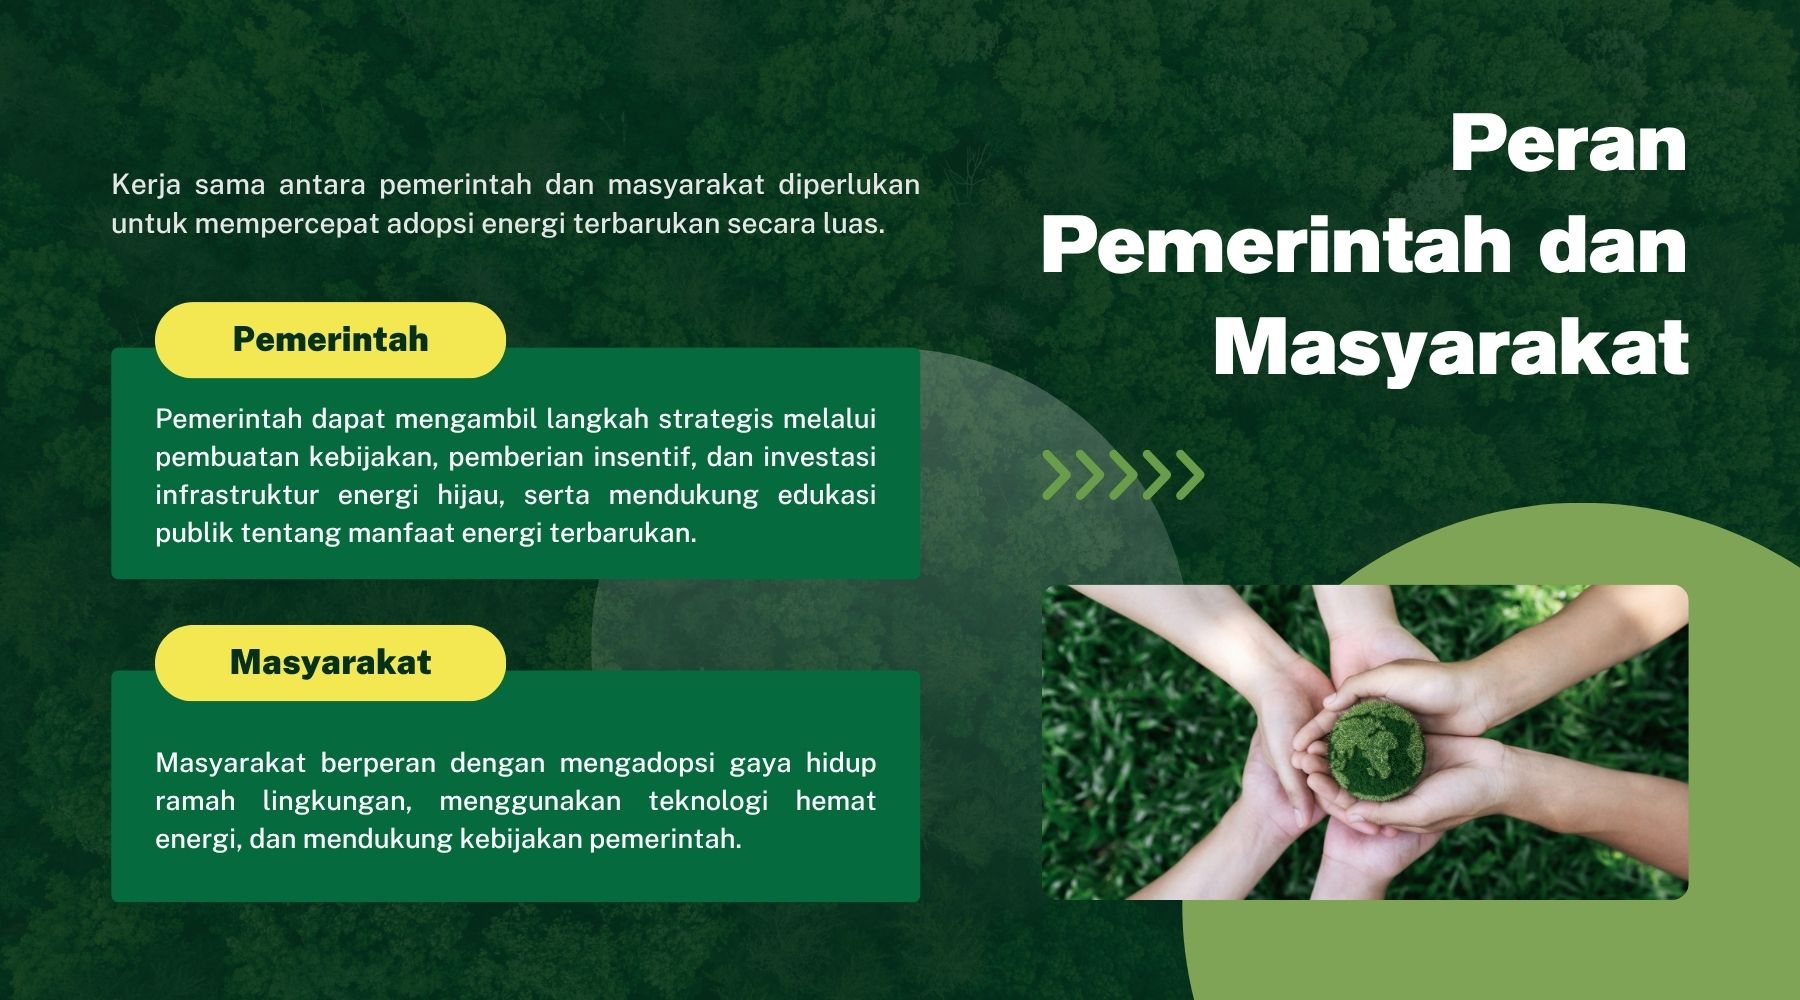 Peran
Pemerintah dan
Masyarakat
Kerja sama antara pemerintah dan masyarakat diperlukan
untuk mempercepat adopsi energi terbarukan secara luas.
Pemerintah
Pemerintah dapat mengambil langkah strategis melalui
pembuatan kebijakan, pemberian insentif, dan investasi
infrastruktur energi hijau, serta mendukung edukasi
publik tentang manfaat energi terbarukan.
Masyarakat
Masyarakat berperan dengan mengadopsi gaya hidup
ramah lingkungan, menggunakan teknologi hemat
energi, dan mendukung kebijakan pemerintah.